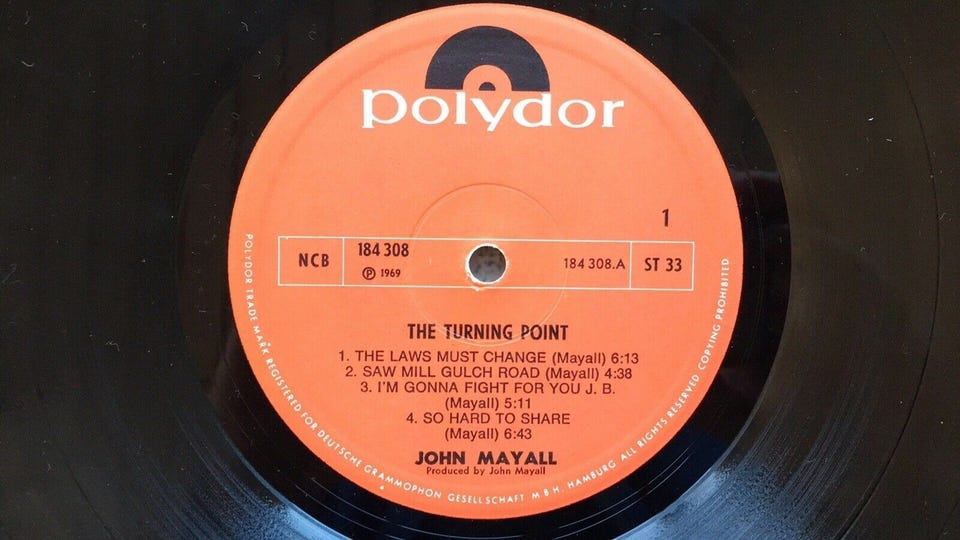 polydor
1
NCB
184 308
℗ 1969
184 308.A
ST 33
THE TURNING POINT
1. THE LAWS MUST CHANGE (Mayall) 6:13
2. SAW MILL GULCH ROAD (Mayall) 4:38
3. I'M GONNA FIGHT FOR YOU J. B.
(Mayall) 5:11
4. SO HARD TO SHARE
(Mayall) 6:43
JOHN MAYALL
Produced by John Mayall
POLYDOR TRADE MARK REGISTERED FOR DEUTSCHE GRAMMOPHON GESELLSCHAFT M B H. HAMBURG ALL RIGHTS RESERVED COPYING PROHIBITED